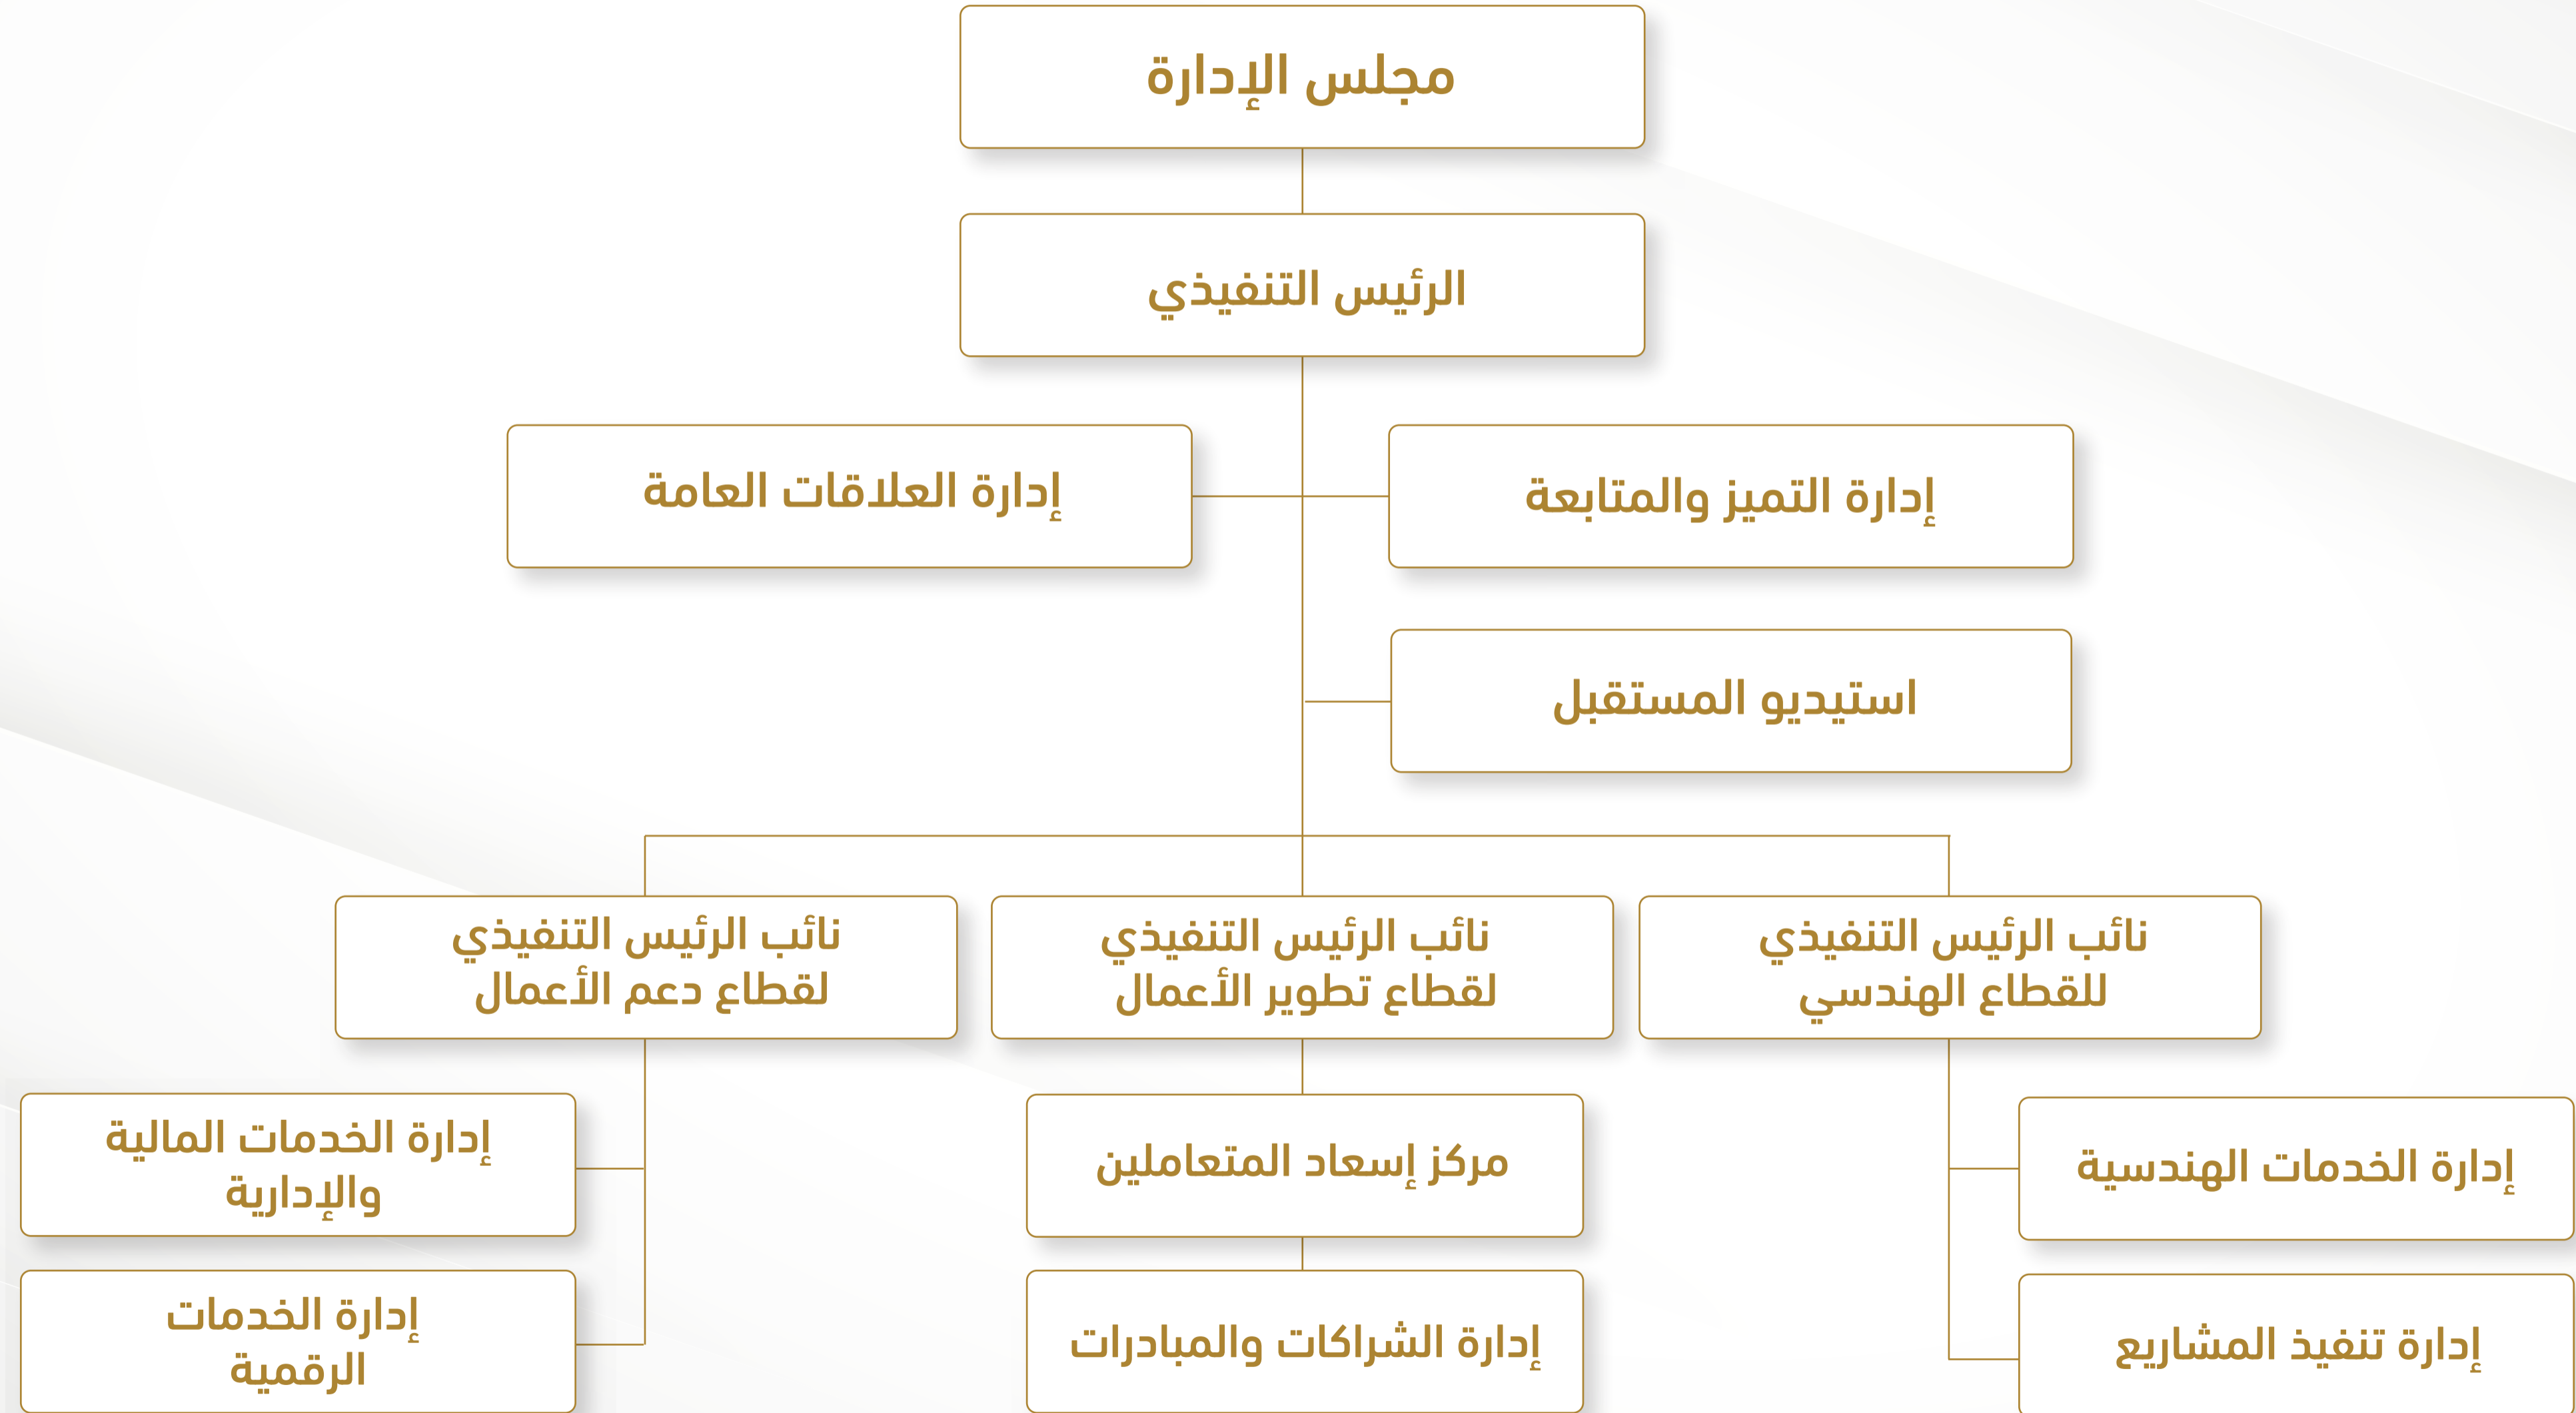 مجلس الإدارة
الرئيس التنفيذي
إدارة التميز والمتابعة
إدارة العلاقات العامة
استيديو المستقبل
نائب الرئيس التنفيذي
للقطاع الهندسي
نائب الرئيس التنفيذي
لقطاع تطوير الأعمال
نائب الرئيس التنفيذي
لقطاع دعم الأعمال
إدارة الخدمات الهندسية
إدارة تنفيذ المشاريع
مركز إسعاد المتعاملين
إدارة الشراكات والمبادرات
إدارة الخدمات المالية
والإدارية
إدارة الخدمات
الرقمية